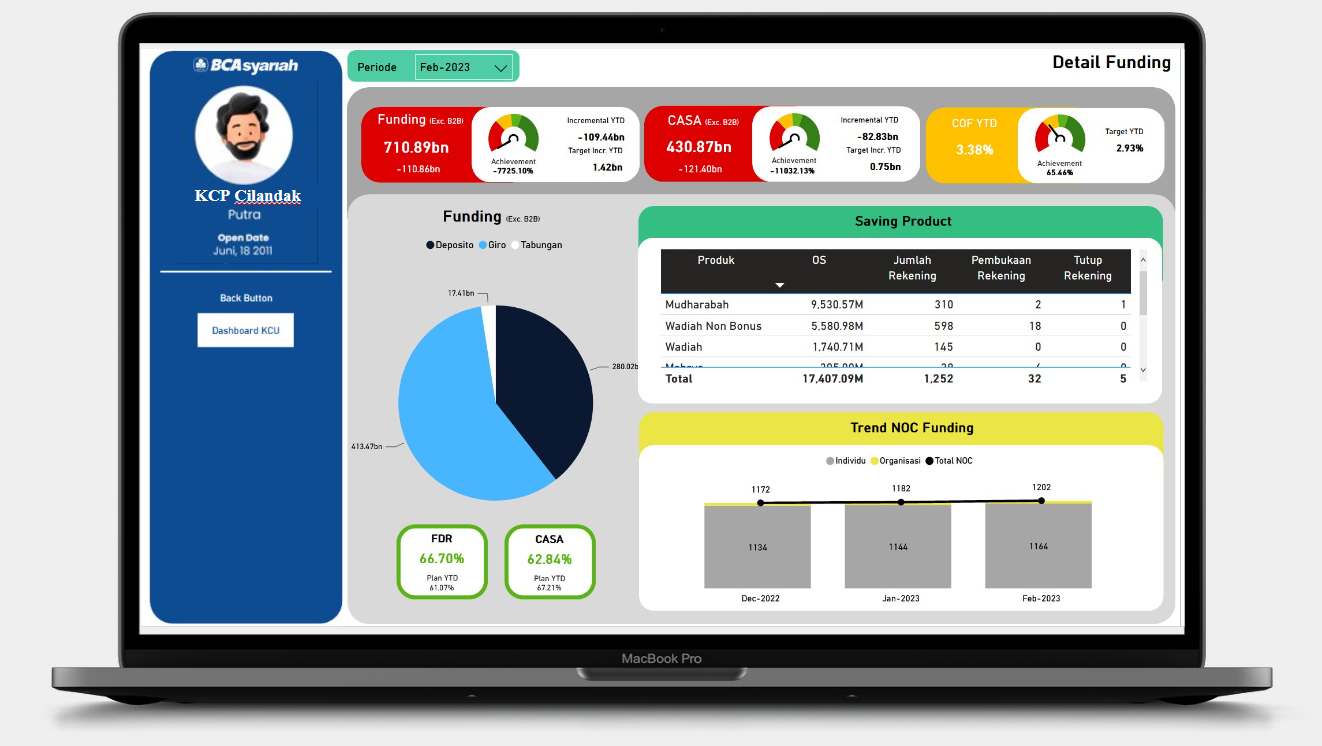 BCAsyariah
KCP Cilandak
Putra
Open Date
Juni, 18 2011
Back Button
Dashboard KCU
Periode
Feb-2023
Detail Funding
Funding (Exc. B2B)
710.89bn
-110.86bn
Achievement
-7725.10%
Incremental YTD
-109.44bn
Target Incr. YTD
1.42bn
CASA (Exc. B2B)
430.87bn
-121.40bn
Achievement
-11032.13%
Incremental YTD
-82.83bn
Target Incr. YTD
0.75bn
COF YTD
3.38%
Achievement
65.46%
Target YTD
2.93%
Funding (Exc. B2B)
Deposito Giro Tabungan
17.41bn
280.02b
413.47bn
FDR
66.70%
Plan YTD
61.07%
CASA
62.84%
Plan YTD
67.21%
Saving Product
Produk OS Jumlah Rekening Pembukaan Rekening Tutup Rekening
Mudharabah 9,530.57M 310 2 1
Wadiah Non Bonus 5,580.98M 598 18 0
Wadiah 1,740.71M 145 0 0
Total 17,407.09M 1,252 32 5
Trend NOC Funding
Individu Organisasi Total NOC
1172 1182 1202
1134 1144 1164
Dec-2022 Jan-2023 Feb-2023
MacBook Pro